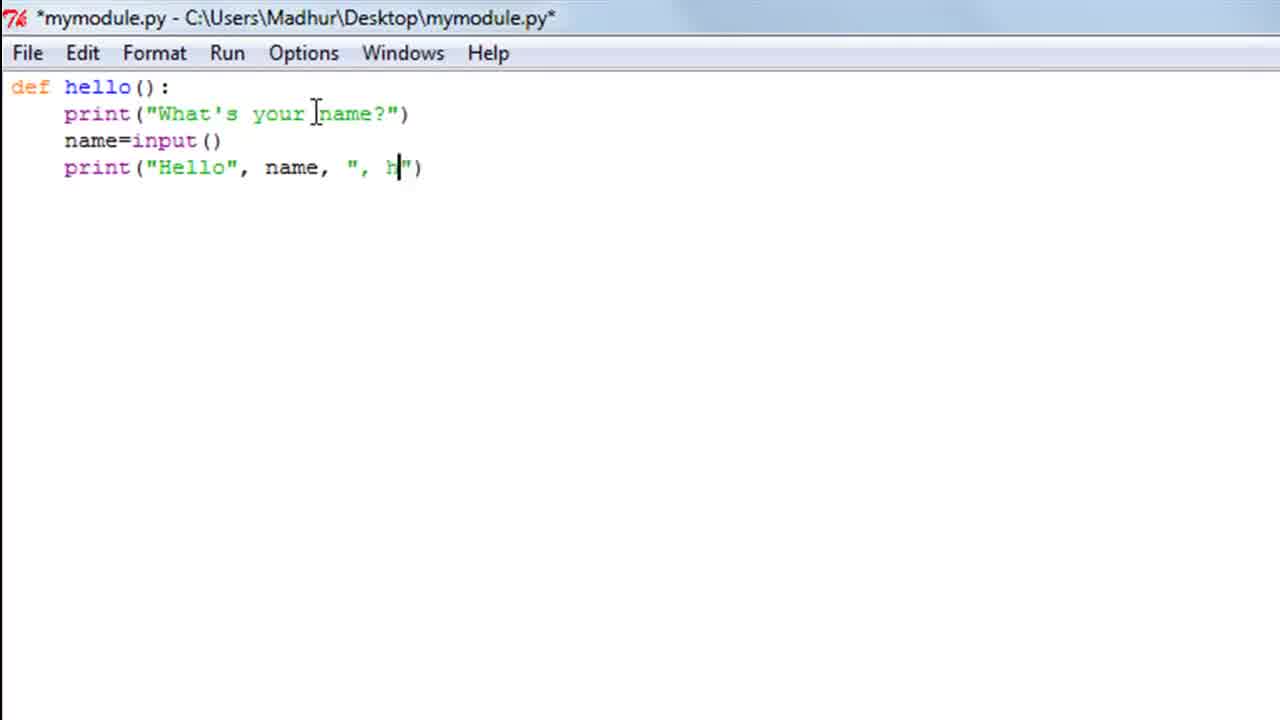 *mymodule.py - C:\Users\Madhur\Desktop\mymodule.py*
File Edit Format Run Options Windows Help
def hello():
    print("What's your name?")
    name=input()
    print("Hello", name, ", h")